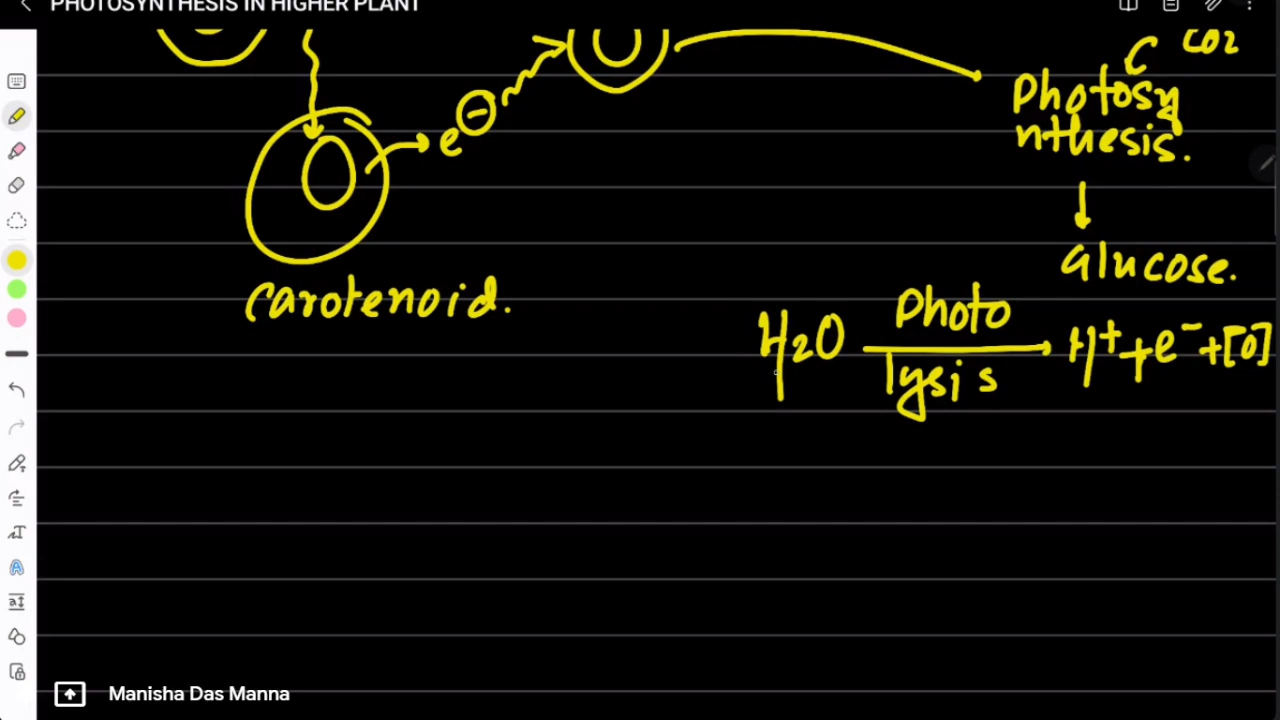 PHOTOSYNTHESIS IN HIGHER PLANT
CO2
Photosy
nthesis.
e⊖
Glucose.
Carotenoid.
H2O Photo lysis H+ + e- + [O]
Manisha Das Manna